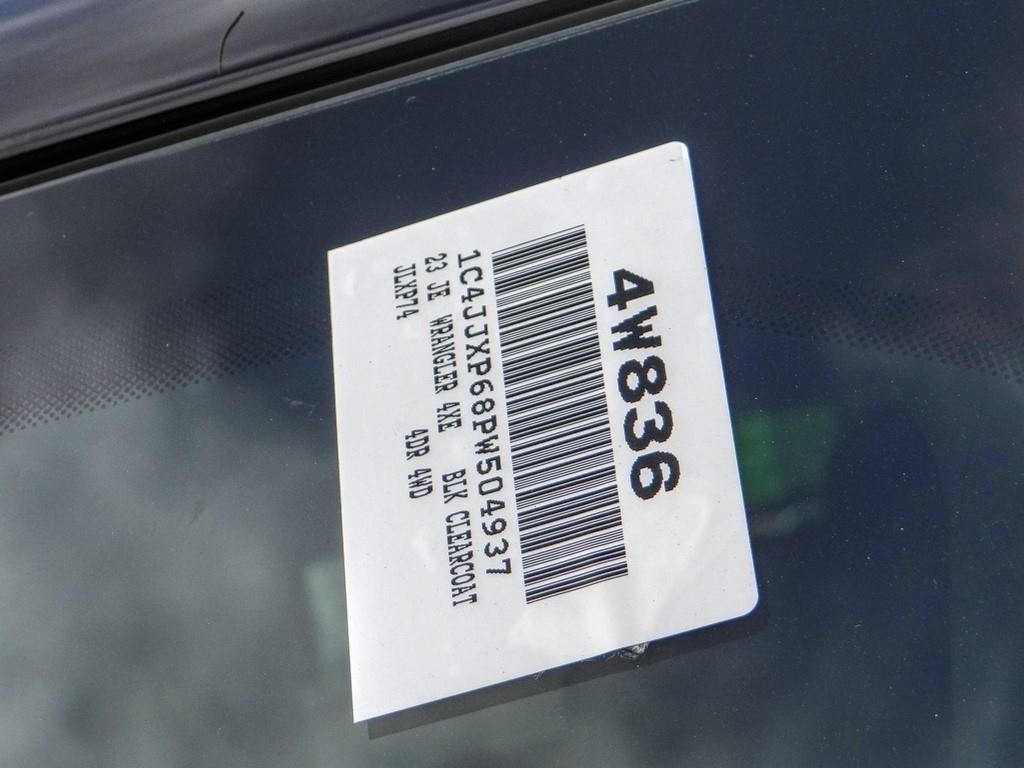 4W836
1C4JJXP68PW504937
23 JE WRANGLER 4XE BLK CLEARCOAT
JLXP74 4DR 4WD